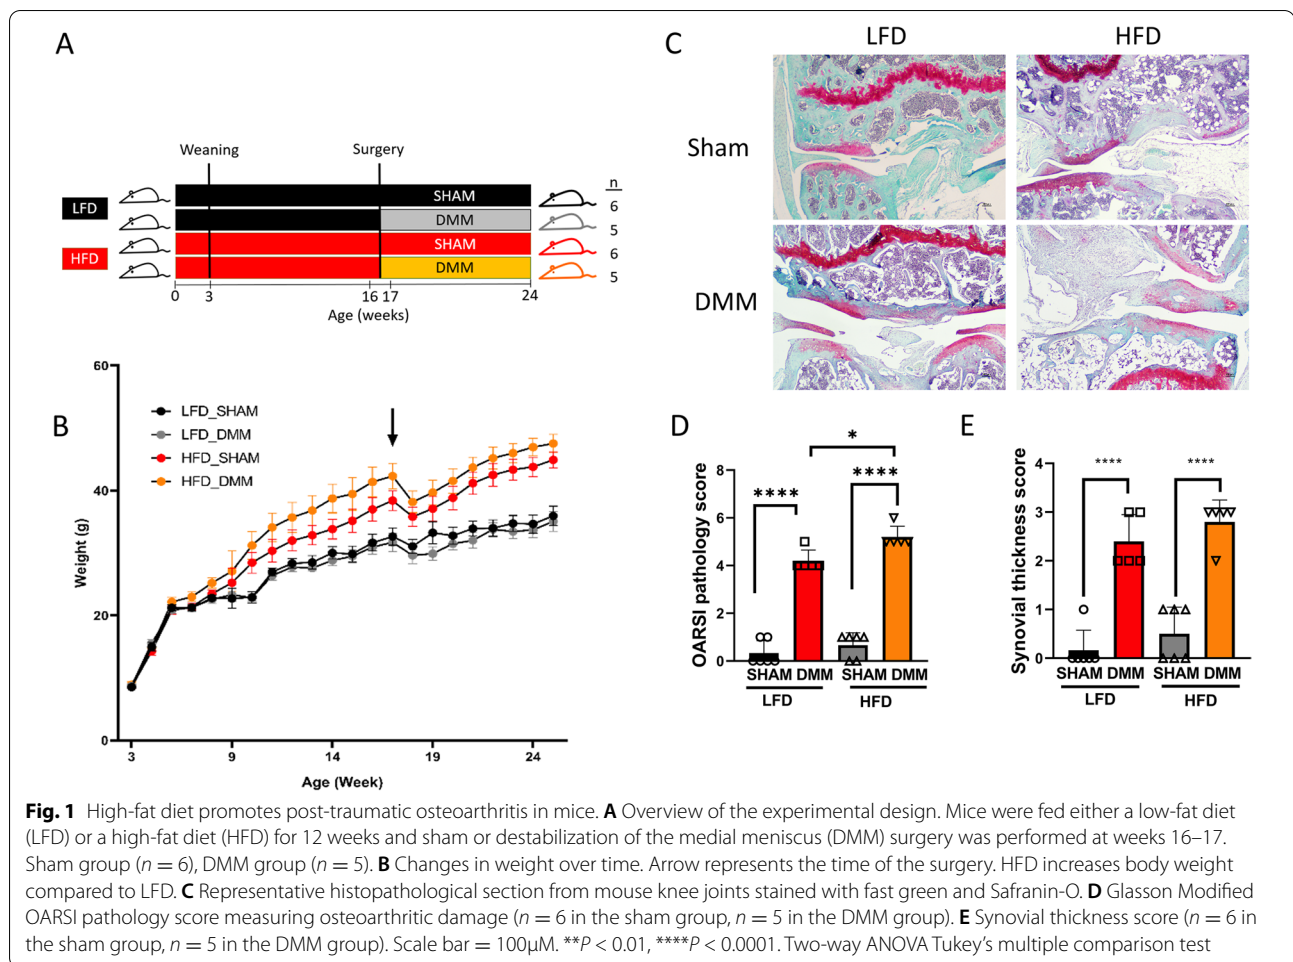 A
Weaning
Surgery
n
LFD
SHAM
6
DMM
5
HFD
SHAM
6
DMM
5
0
3
16
17
24
Age (weeks)
B
60
40
20
0
Weight (g)
LFD_SHAM
LFD_DMM
HFD_SHAM
HFD_DMM
3
9
14
19
24
Age (Week)
C
LFD
HFD
Sham
DMM
D
OARSI pathology score
8
6
4
2
0
****
****
*
SHAM DMM
SHAM DMM
LFD
HFD
E
Synovial thickness score
4
3
2
1
0
****
****
SHAM DMM
SHAM DMM
LFD
HFD
Fig. 1 High-fat diet promotes post-traumatic osteoarthritis in mice. A Overview of the experimental design. Mice were fed either a low-fat diet
(LFD) or a high-fat diet (HFD) for 12 weeks and sham or destabilization of the medial meniscus (DMM) surgery was performed at weeks 16–17.
Sham group (n = 6), DMM group (n = 5). B Changes in weight over time. Arrow represents the time of the surgery. HFD increases body weight
compared to LFD. C Representative histopathological section from mouse knee joints stained with fast green and Safranin-O. D Glasson Modified
OARSI pathology score measuring osteoarthritic damage (n = 6 in the sham group, n = 5 in the DMM group). E Synovial thickness score (n = 6 in
the sham group, n = 5 in the DMM group). Scale bar = 100μM. **P < 0.01, ****P < 0.0001. Two-way ANOVA Tukey's multiple comparison test